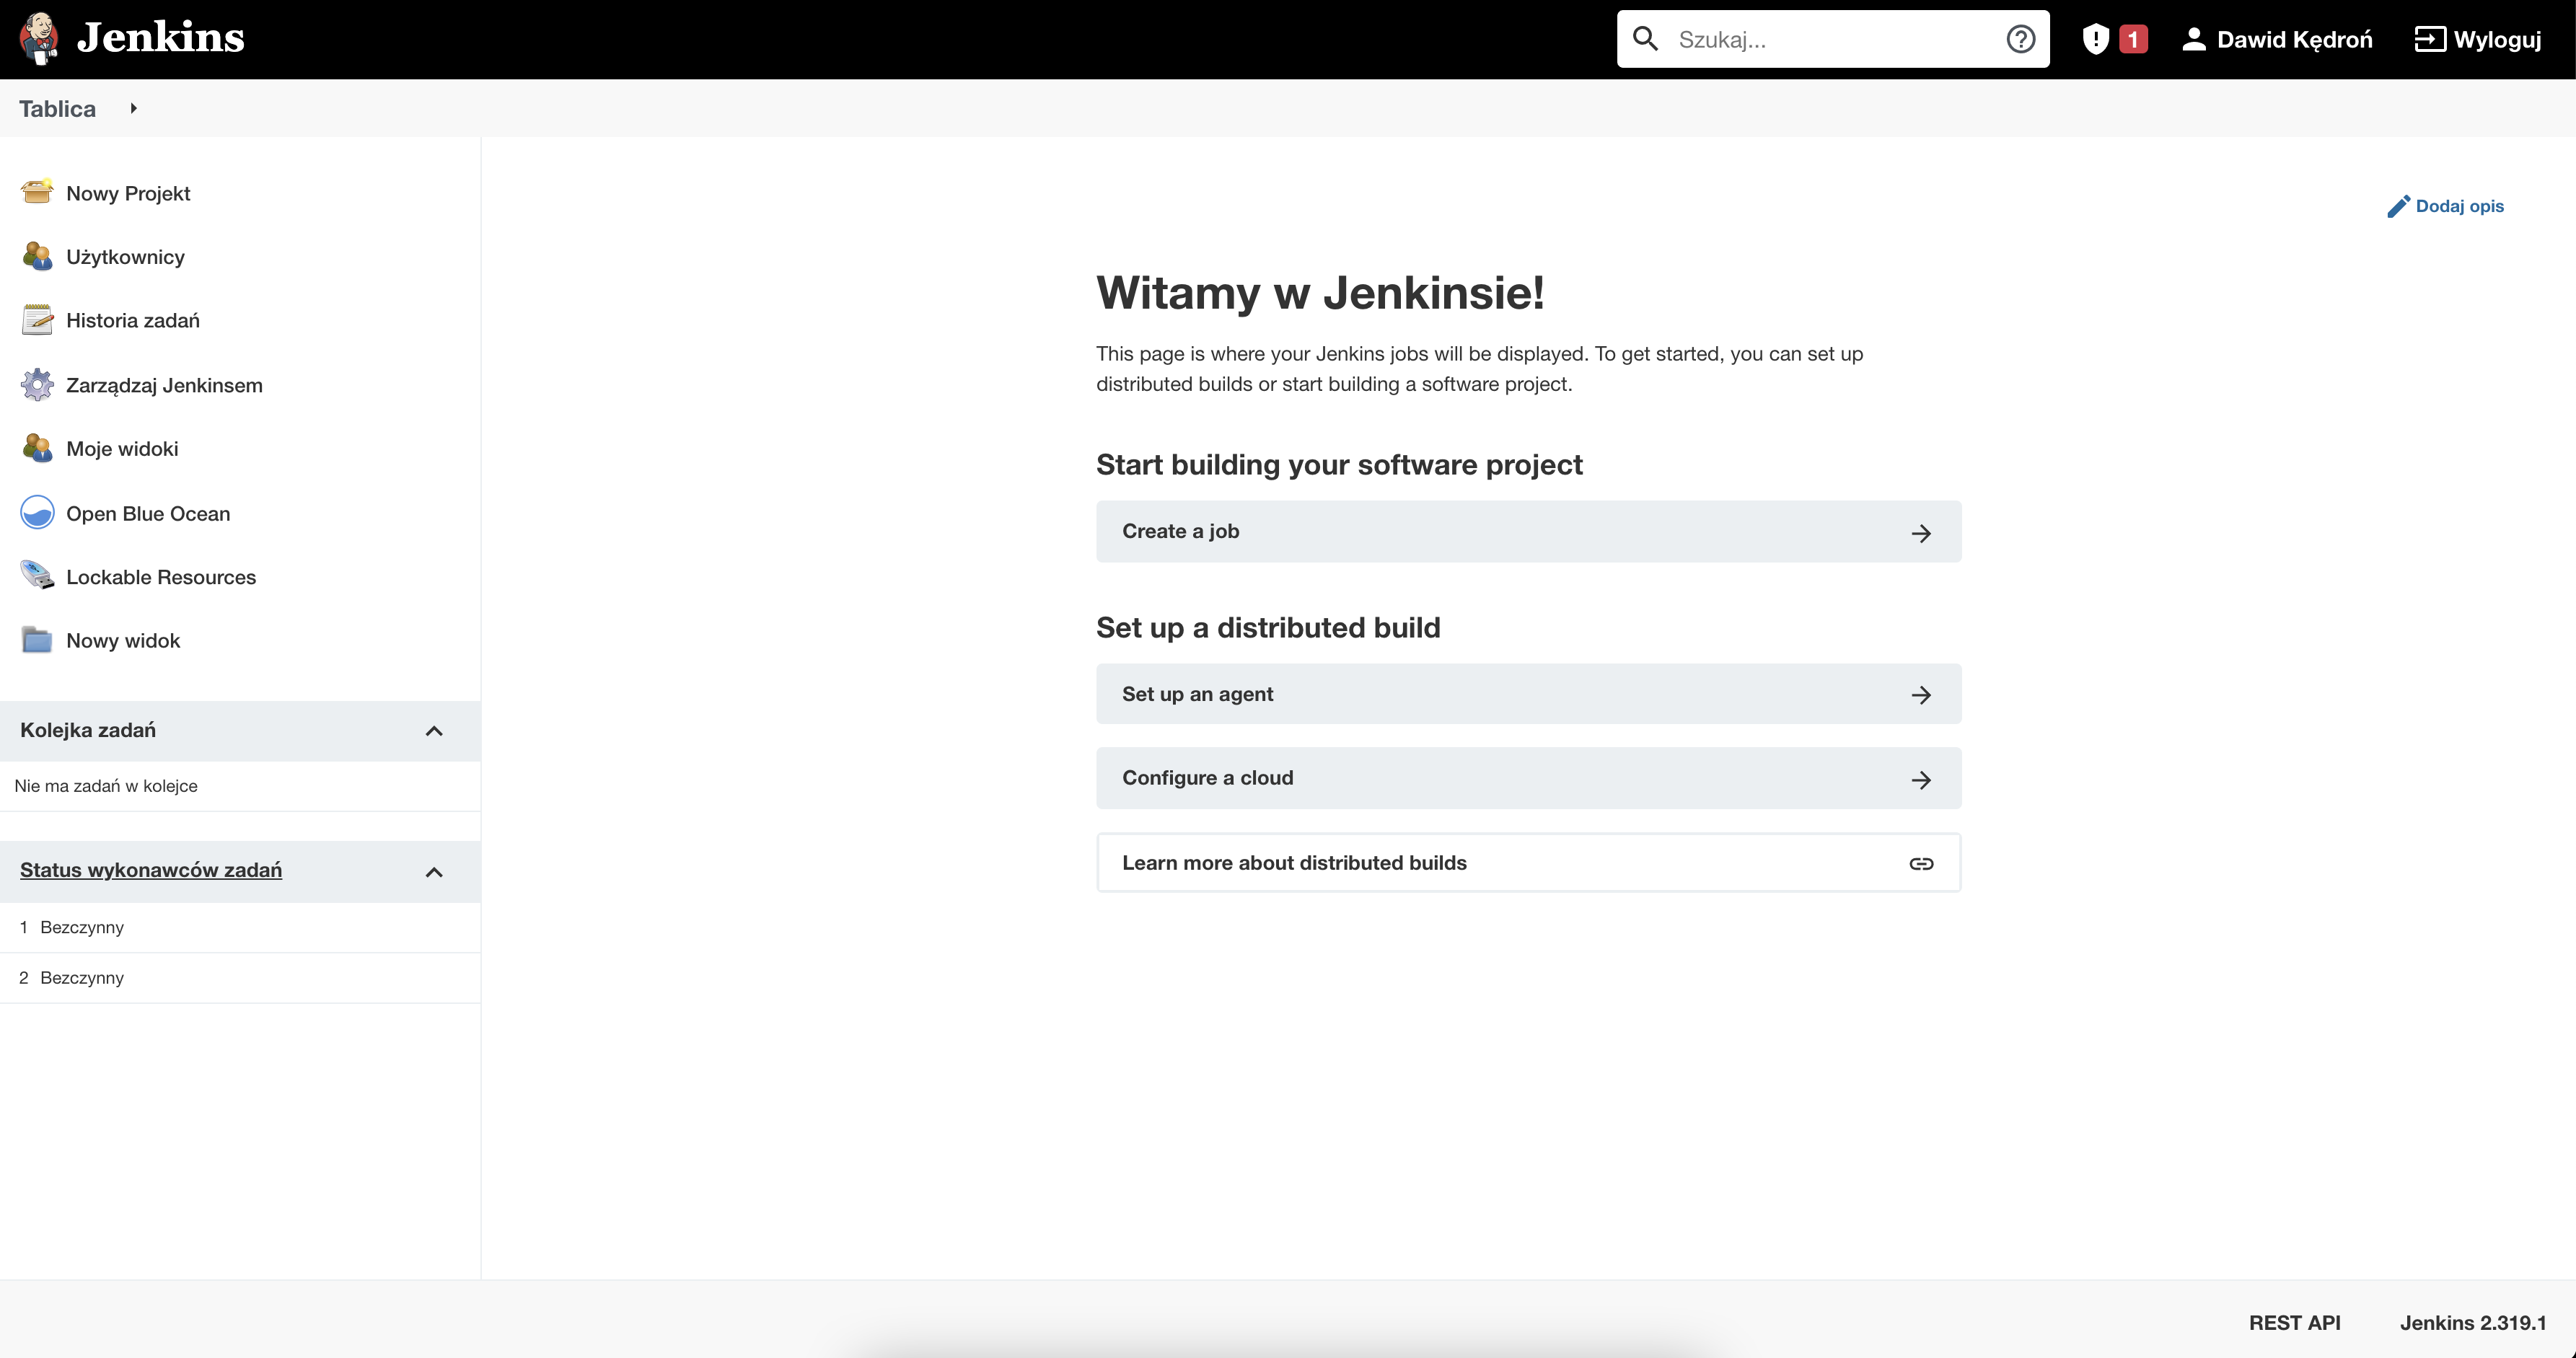 Jenkins
Szukaj...
1
Dawid Kędroń
Wyloguj
Tablica
Nowy Projekt
Użytkownicy
Historia zadań
Zarządzaj Jenkinsem
Moje widoki
Open Blue Ocean
Lockable Resources
Nowy widok
Kolejka zadań
Nie ma zadań w kolejce
Status wykonawców zadań
1 Bezczynny
2 Bezczynny
Dodaj opis
Witamy w Jenkinsie!
This page is where your Jenkins jobs will be displayed. To get started, you can set up
distributed builds or start building a software project.
Start building your software project
Create a job
Set up a distributed build
Set up an agent
Configure a cloud
Learn more about distributed builds
REST API
Jenkins 2.319.1